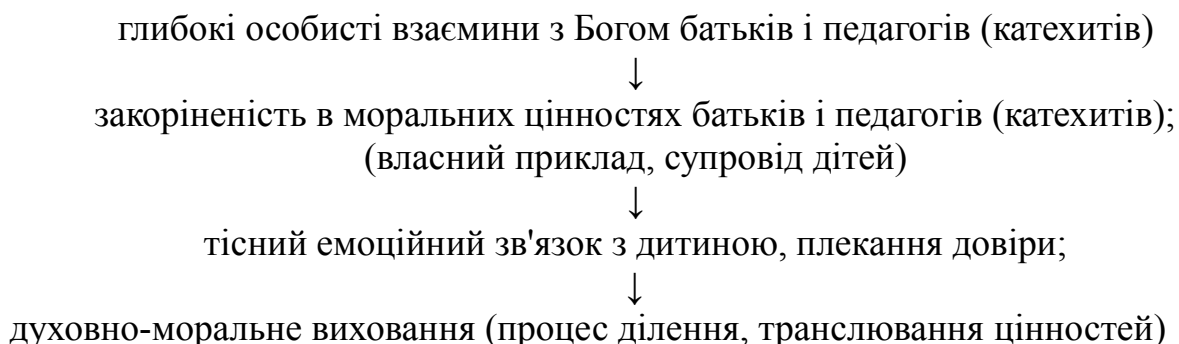 глибокі особисті взаємини з Богом батьків і педагогів (катехитів)
↓
закоріненість в моральних цінностях батьків і педагогів (катехитів);
(власний приклад, супровід дітей)
↓
тісний емоційний зв'язок з дитиною, плекання довіри;
↓
духовно-моральне виховання (процес ділення, транслювання цінностей)